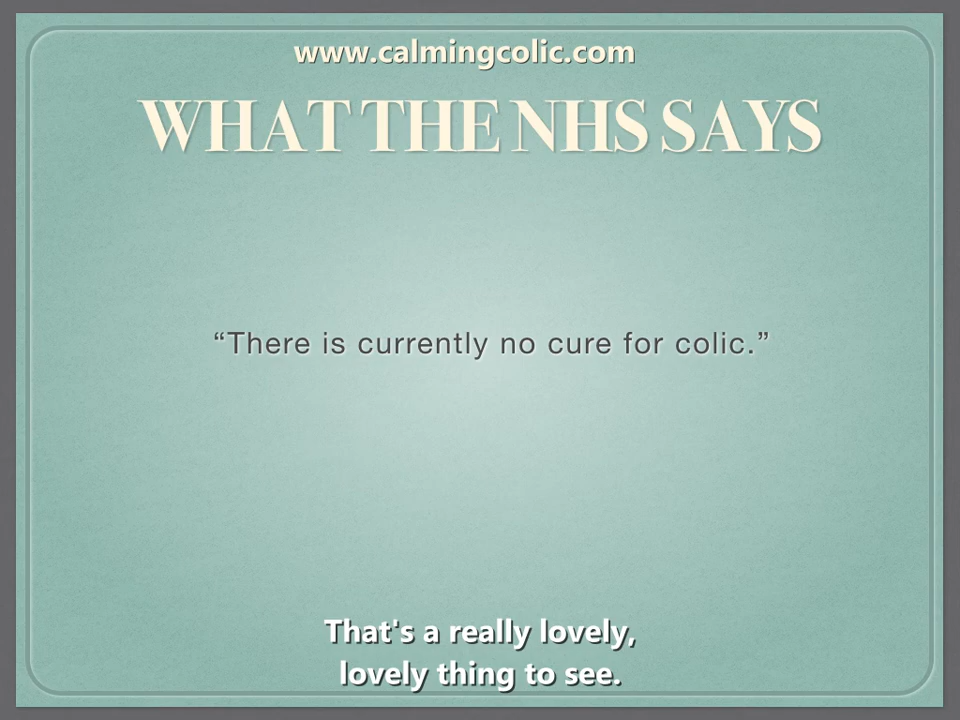 www.calmingcolic.com
WHAT THE NHS SAYS
“There is currently no cure for colic.”
That's a really lovely,
lovely thing to see.